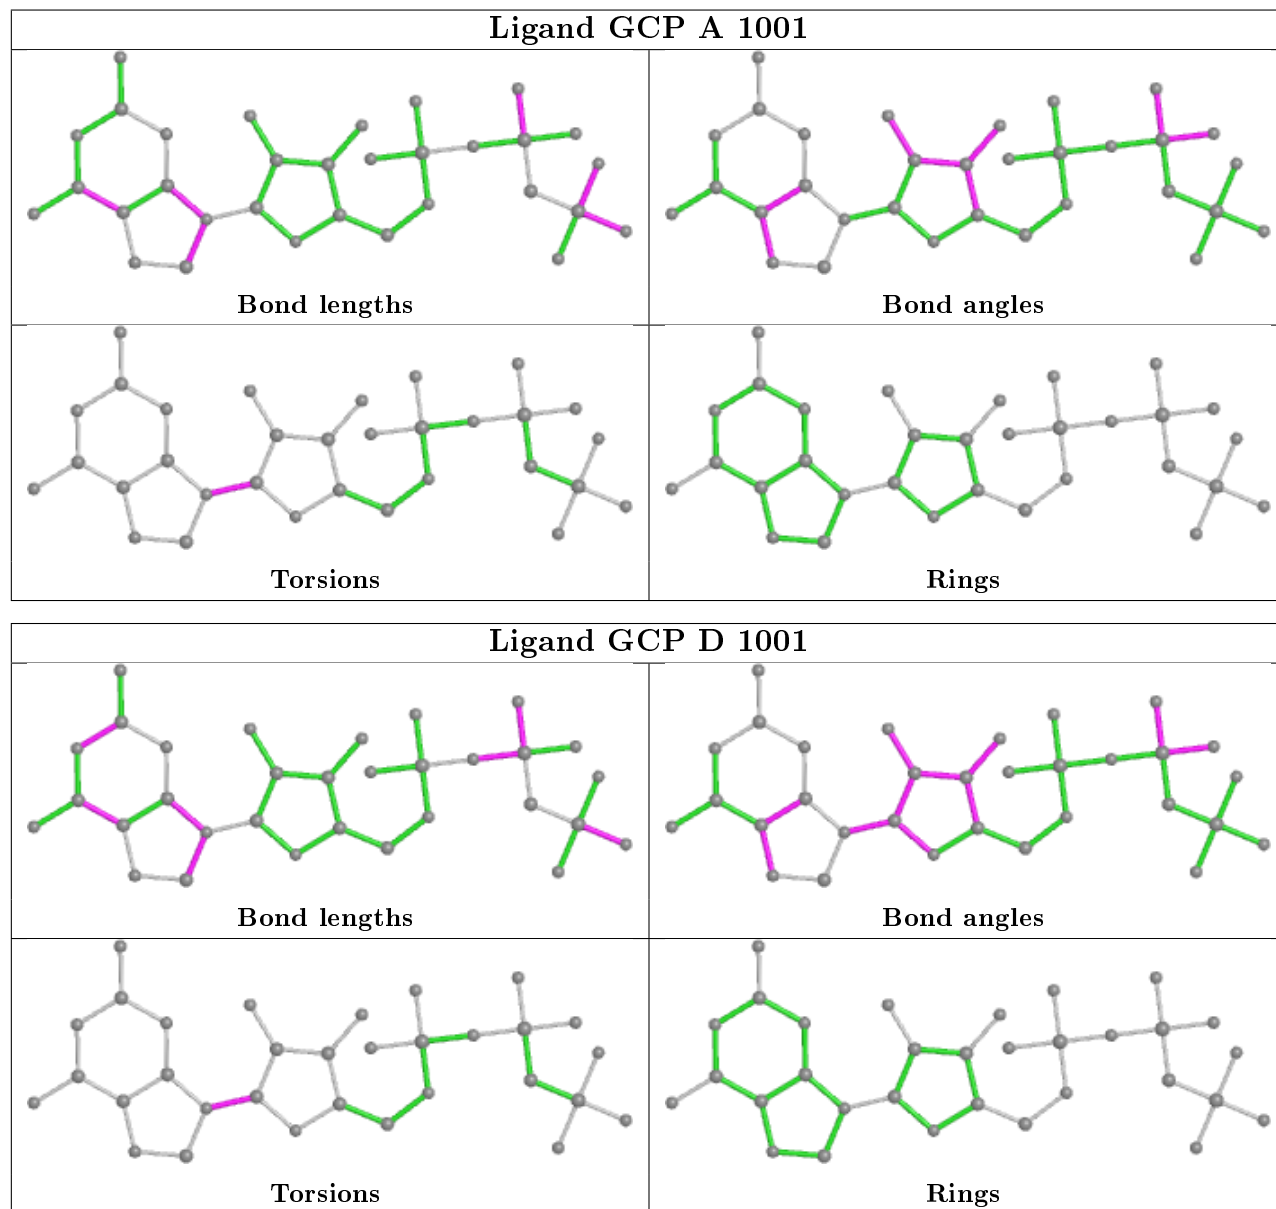 Ligand GCP A 1001
Bond lengths
Bond angles
Torsions
Rings
Ligand GCP D 1001
Bond lengths
Bond angles
Torsions
Rings